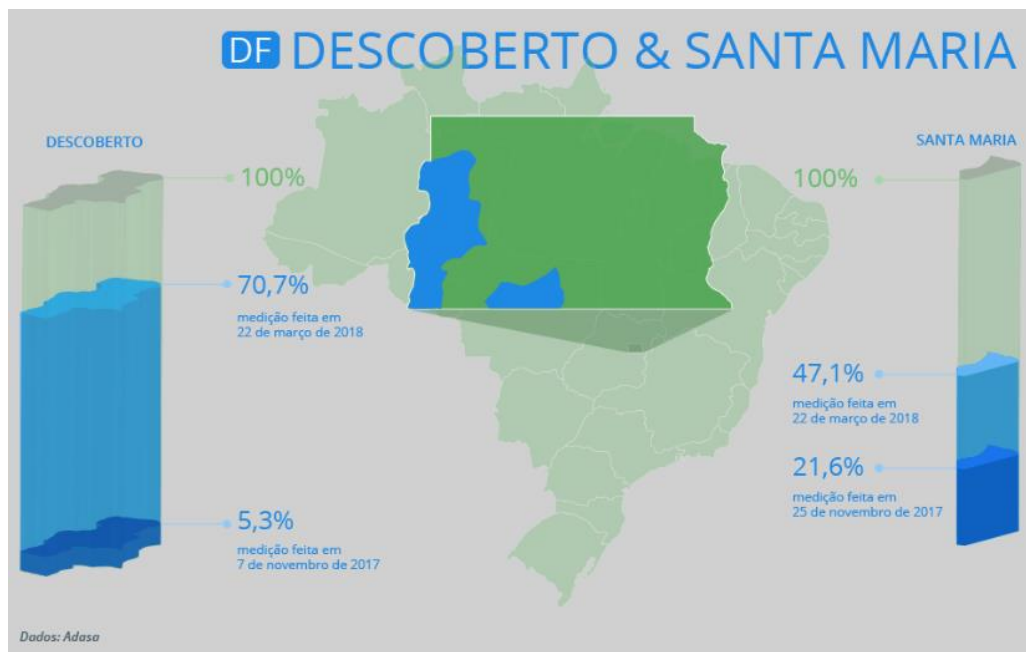 DF DESCOBERTO & SANTA MARIA
DESCOBERTO
100%
70,7%
medição feita em
22 de março de 2018
5,3%
medição feita em
7 de novembro de 2017
SANTA MARIA
100%
47,1%
medição feita em
22 de março de 2018
21,6%
medição feita em
25 de novembro de 2017
Dados: Adasa